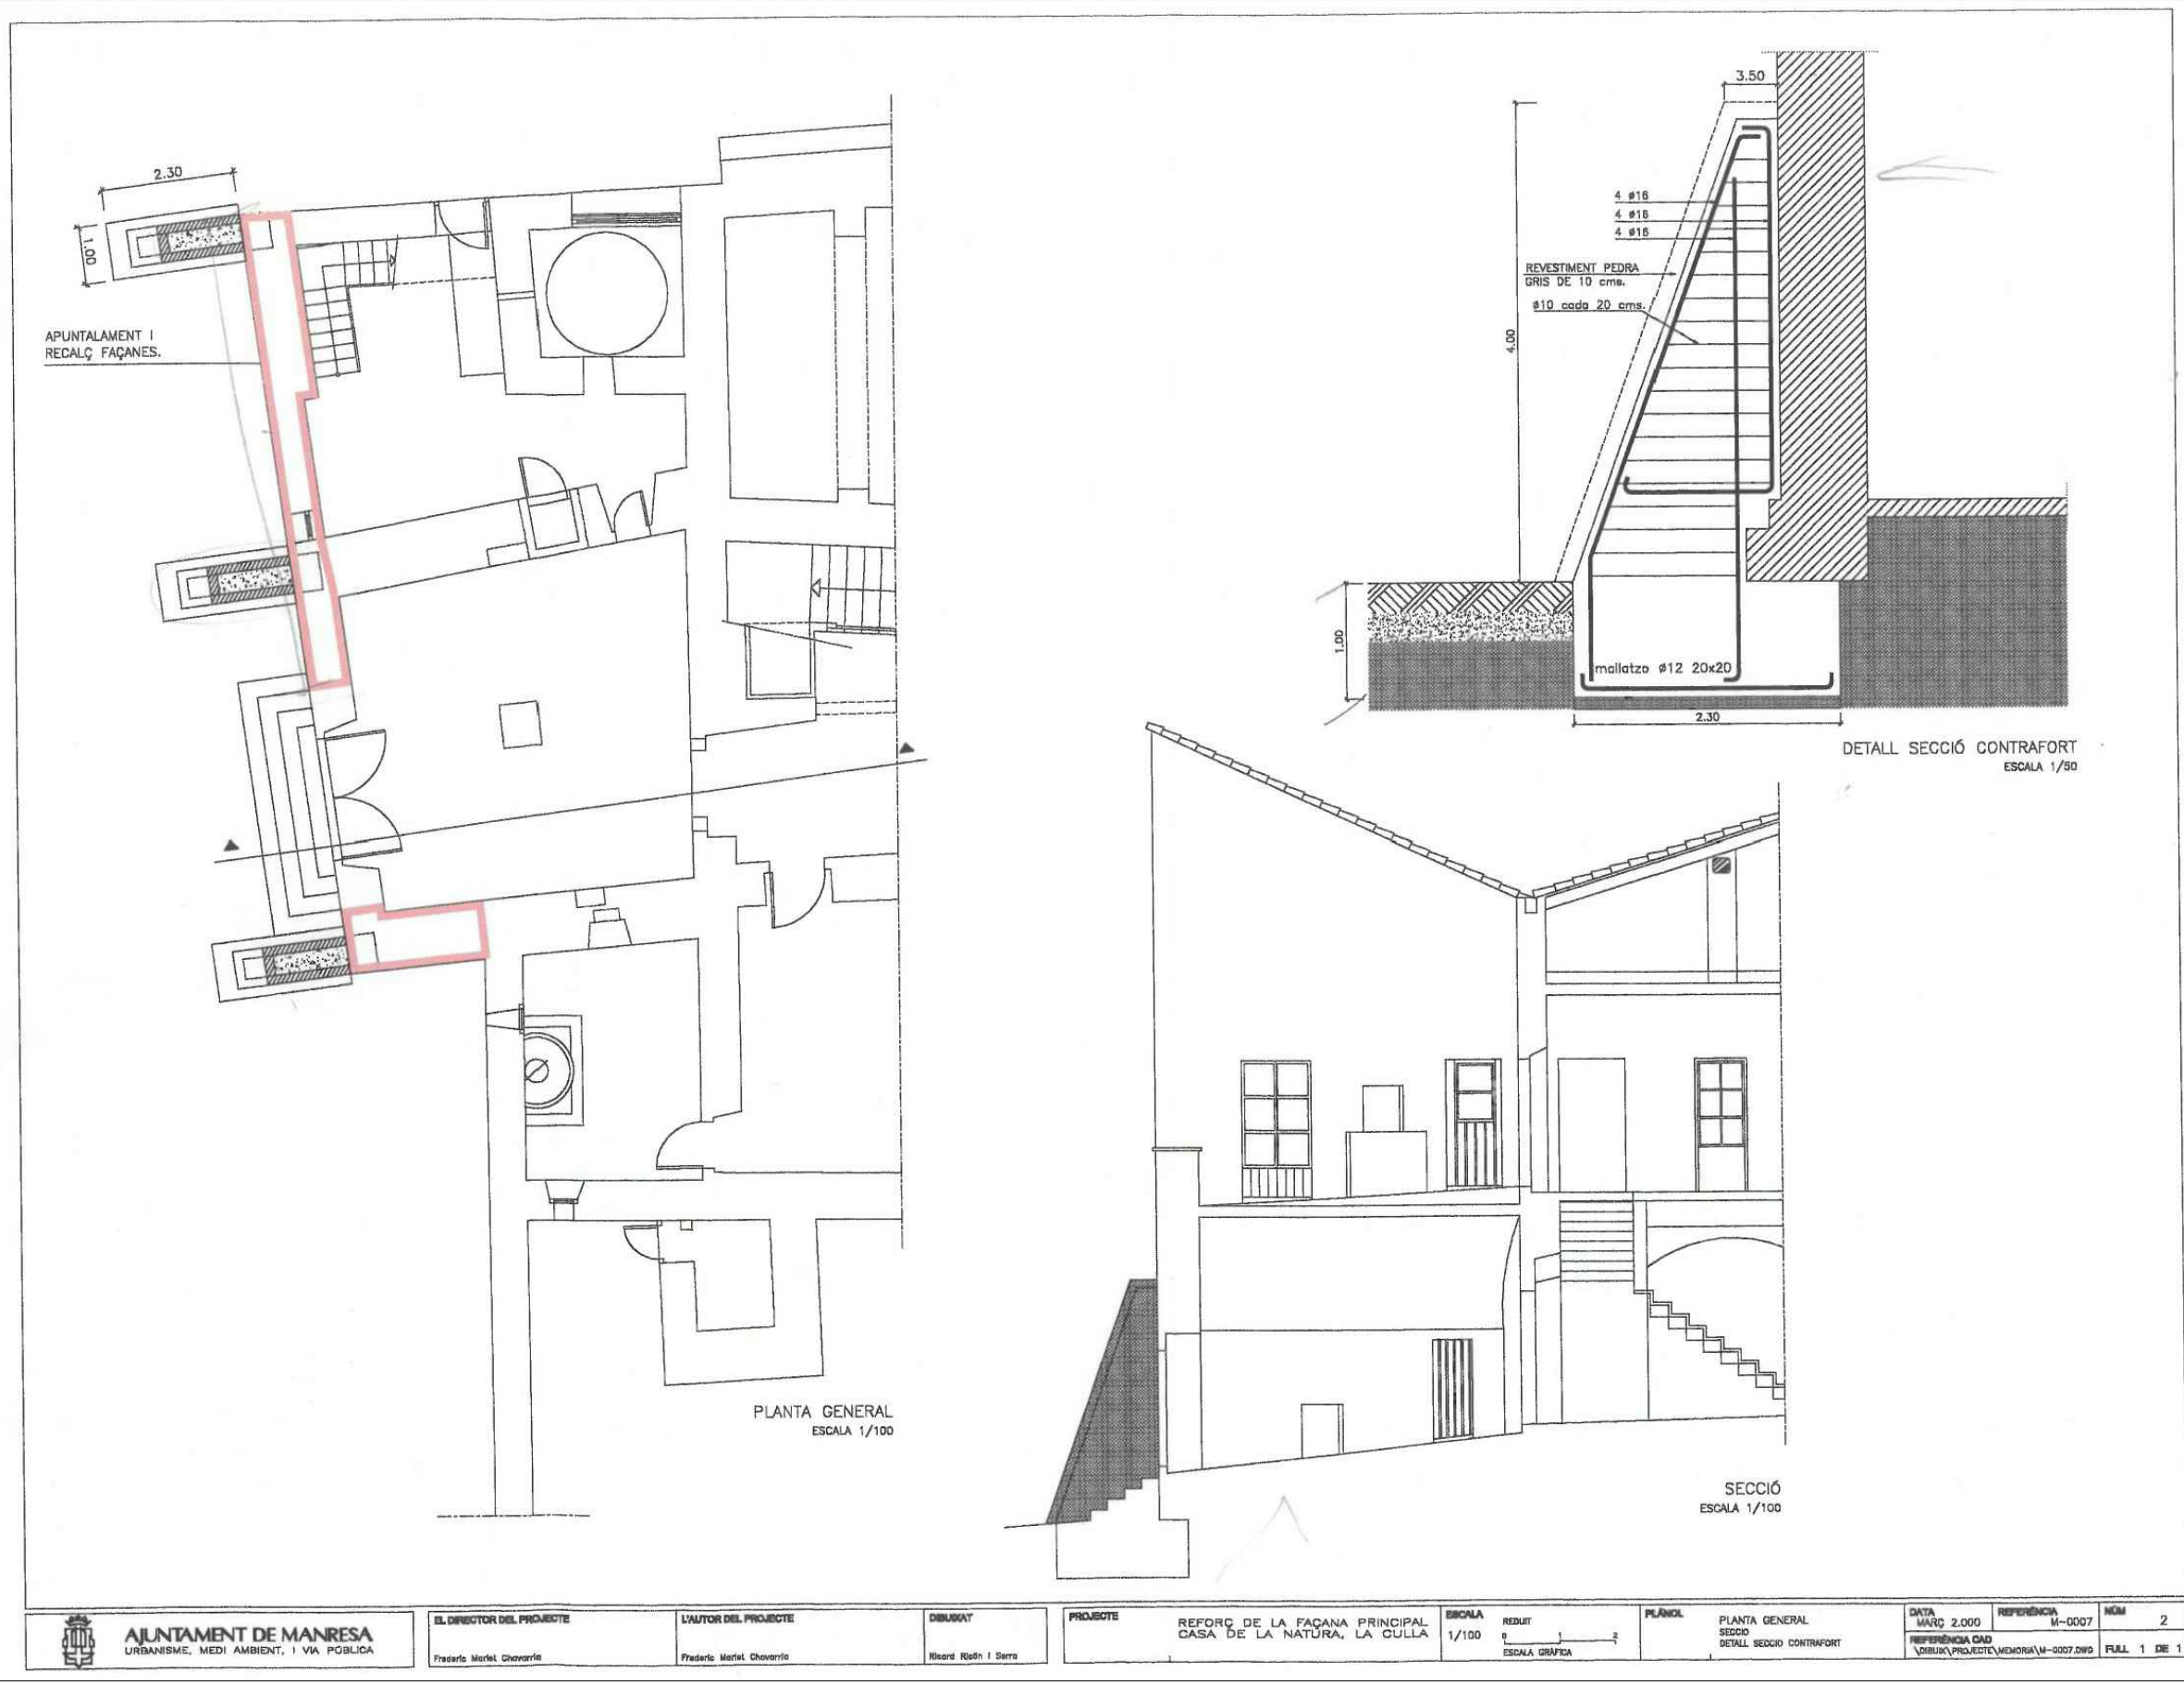 2.30
1.00
APUNTALAMENT I
RECALÇ FAÇANES.
PLANTA GENERAL
ESCALA 1/100
3.50
4 ø16
4 ø16
4 ø16
REVESTIMENT PEDRA
GRIS DE 10 cms.
ø10 cada 20 cms.
4.00
1.00
mallatzo ø12 20x20
2.30
DETALL SECCIÓ CONTRAFORT
ESCALA 1/50
SECCIÓ
ESCALA 1/100
AJUNTAMENT DE MANRESA
URBANISME, MEDI AMBIENT, I VIA PÚBLICA
EL DIRECTOR DEL PROJECTE
Frederic Mariel Chavarria
L'AUTOR DEL PROJECTE
Frederic Mariel Chavarria
DIBUIXAT
Ricard I Serra
PROJECTE
REFORÇ DE LA FAÇANA PRINCIPAL
CASA DE LA NATURA, LA CULLA
ESCALA
1/100
REDUIT
0 1 2
ESCALA GRÀFICA
PLÀNOL
PLANTA GENERAL
SECCIO
DETALL SECCIO CONTRAFORT
DATA
MARÇ 2.000
REFERÈNCIA
M-0007
NÚM
2
REFERÈNCIA CAD
\DIBUIX\PROJECTE\MEMORIA\M-0007.DWG
FULL 1 DE 1